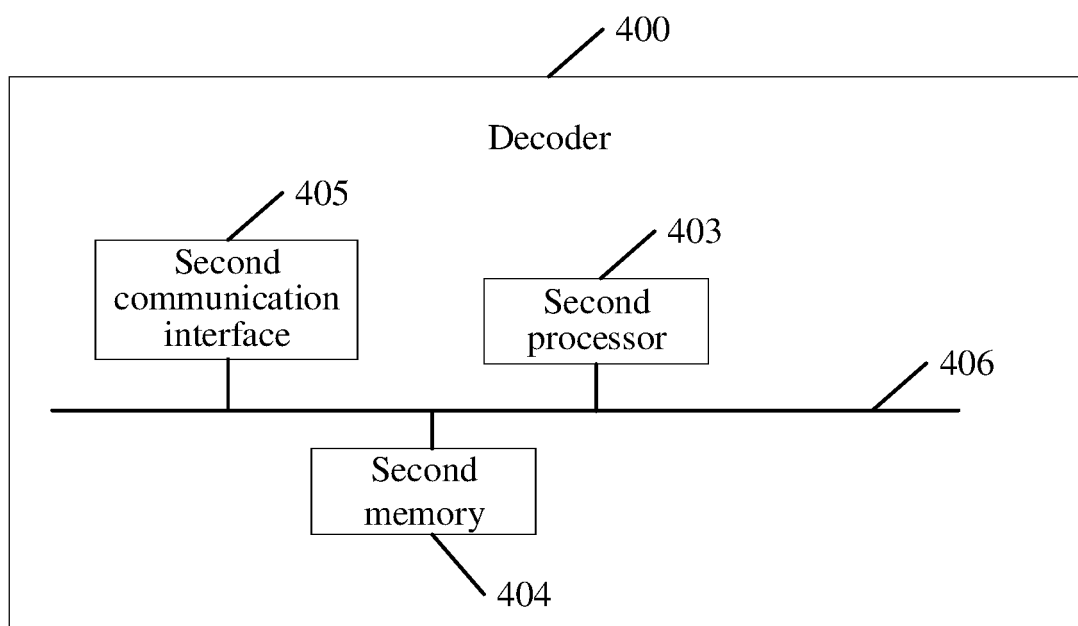 400
Decoder
405
Second
communication
interface
403
Second
processor
406
Second
memory
404